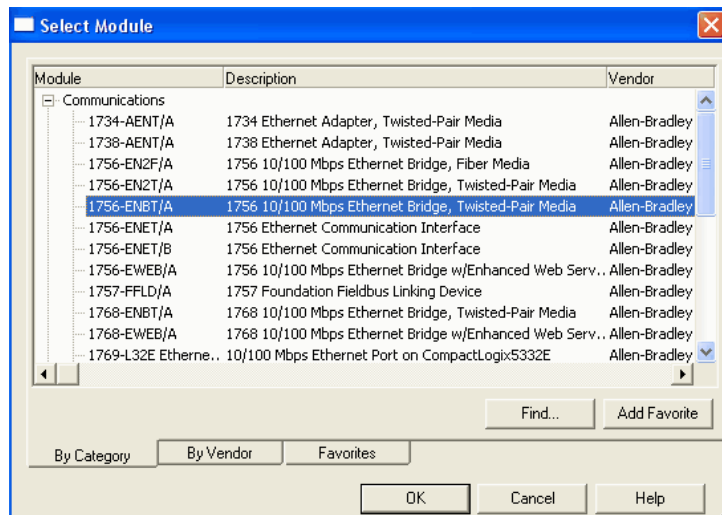 Select Module
Module Description Vendor
Communications
1734-AENT/A 1734 Ethernet Adapter, Twisted-Pair Media Allen-Bradley
1738-AENT/A 1738 Ethernet Adapter, Twisted-Pair Media Allen-Bradley
1756-EN2F/A 1756 10/100 Mbps Ethernet Bridge, Fiber Media Allen-Bradley
1756-EN2T/A 1756 10/100 Mbps Ethernet Bridge, Twisted-Pair Media Allen-Bradley
1756-ENBT/A 1756 10/100 Mbps Ethernet Bridge, Twisted-Pair Media Allen-Bradley
1756-ENET/A 1756 Ethernet Communication Interface Allen-Bradley
1756-ENET/B 1756 Ethernet Communication Interface Allen-Bradley
1756-EWEB/A 1756 10/100 Mbps Ethernet Bridge w/Enhanced Web Serv.. Allen-Bradley
1757-FFLD/A 1757 Foundation Fieldbus Linking Device Allen-Bradley
1768-ENBT/A 1768 10/100 Mbps Ethernet Bridge, Twisted-Pair Media Allen-Bradley
1768-EWEB/A 1768 10/100 Mbps Ethernet Bridge w/Enhanced Web Serv.. Allen-Bradley
1769-L32E Etherne.. 10/100 Mbps Ethernet Port on CompactLogix5332E Allen-Bradley
Find... Add Favorite
By Category By Vendor Favorites
OK Cancel Help